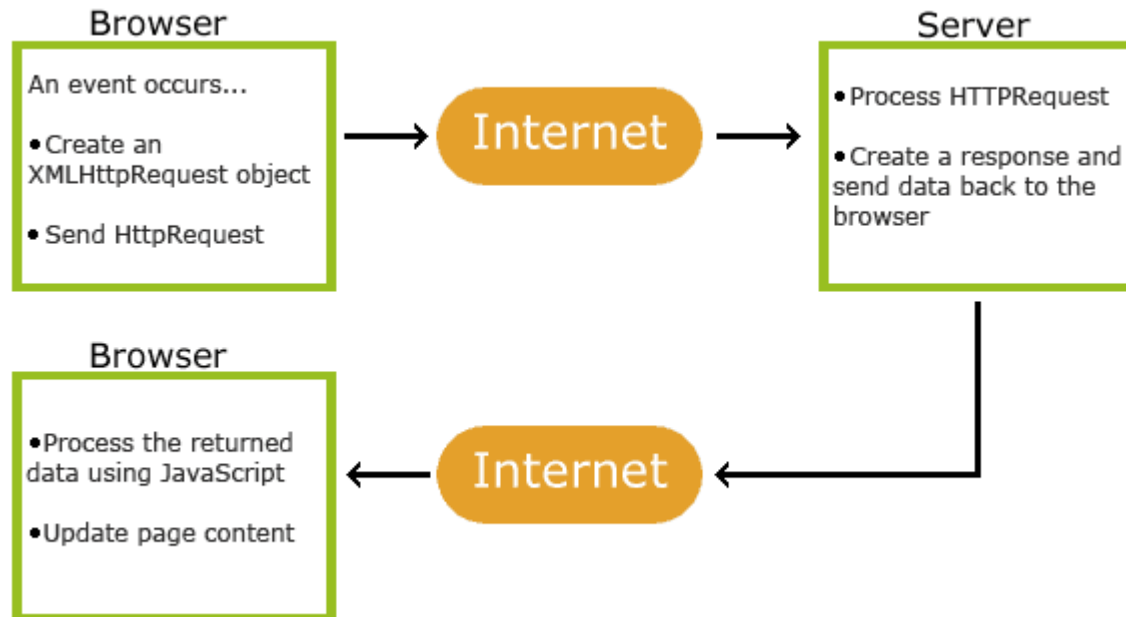 Browser
An event occurs...
•Create an
XMLHttpRequest object
• Send HttpRequest
Internet
Server
•Process HTTPRequest
•Create a response and
send data back to the
browser
Browser
•Process the returned
data using JavaScript
•Update page content
Internet